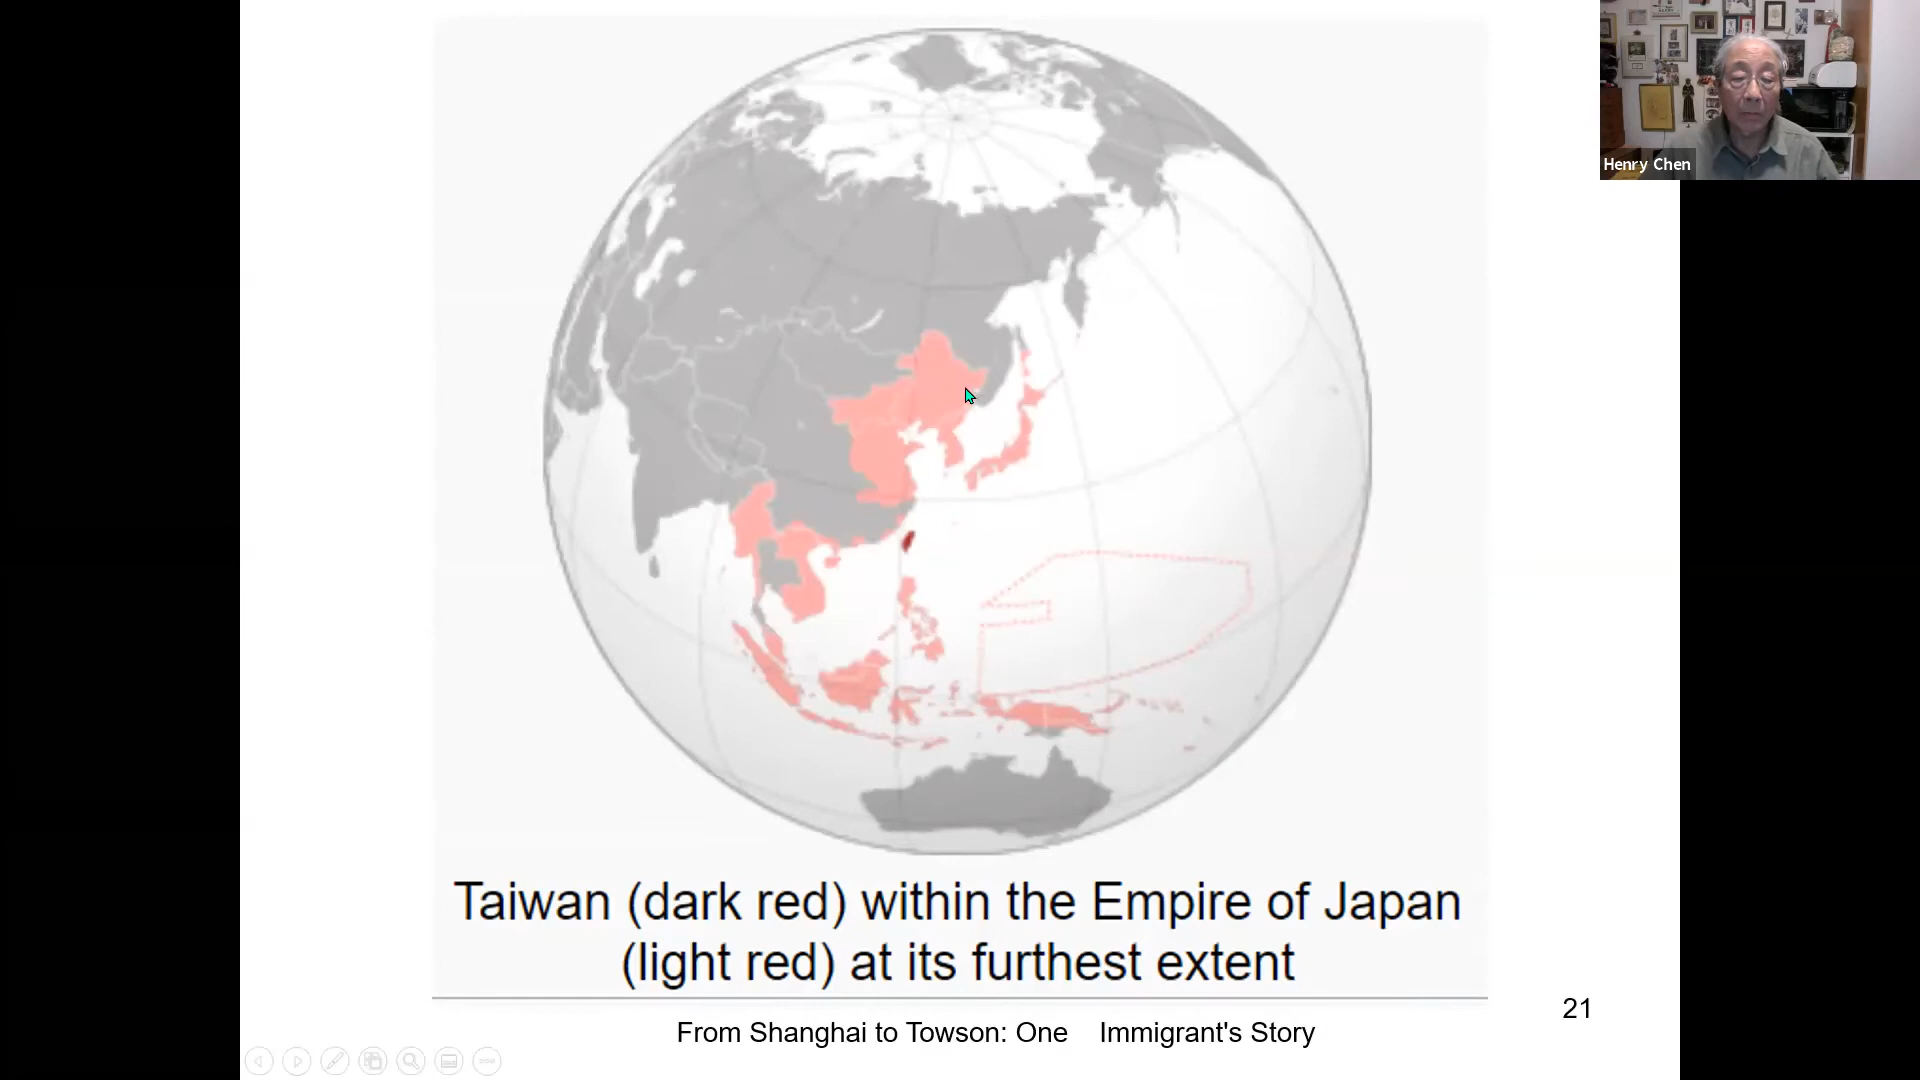 Henry Chen
Taiwan (dark red) within the Empire of Japan
(light red) at its furthest extent
21
From Shanghai to Towson: One Immigrant's Story